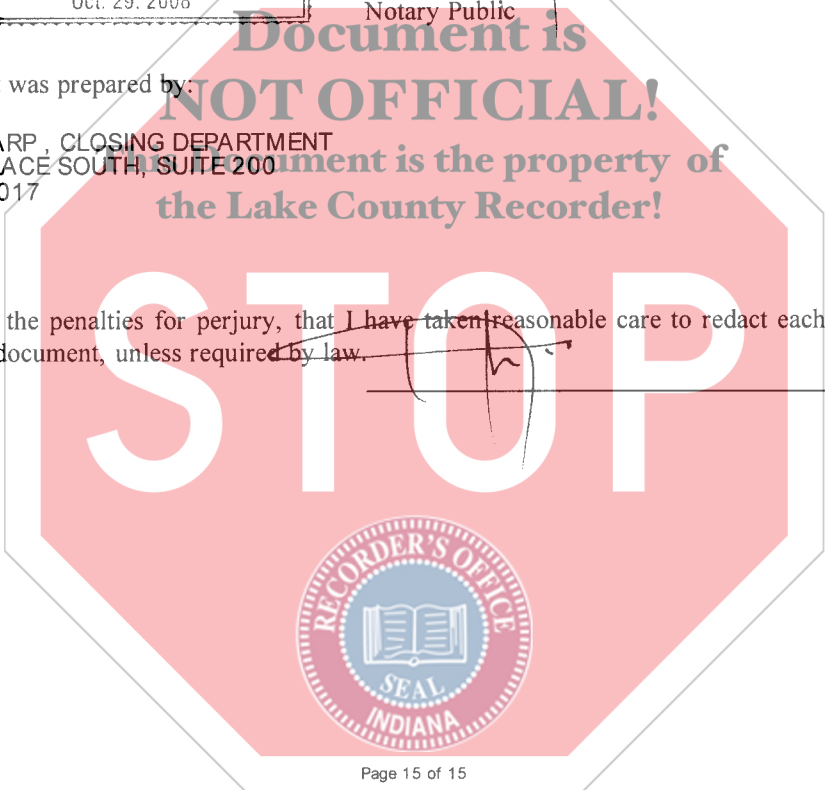 Oct. 29, 2008
Notary Public
Document is
t was prepared by:
NOT OFFICIAL!
ARP , CLOSING DEPARTMENT
ACE SOUTH, SUITE 200
This Document is the property of
017
the Lake County Recorder!
STOP
the penalties for perjury, that I have taken reasonable care to redact each
document, unless required by law.
RECORDER'S OFFICE
SEAL
INDIANA
Page 15 of 15